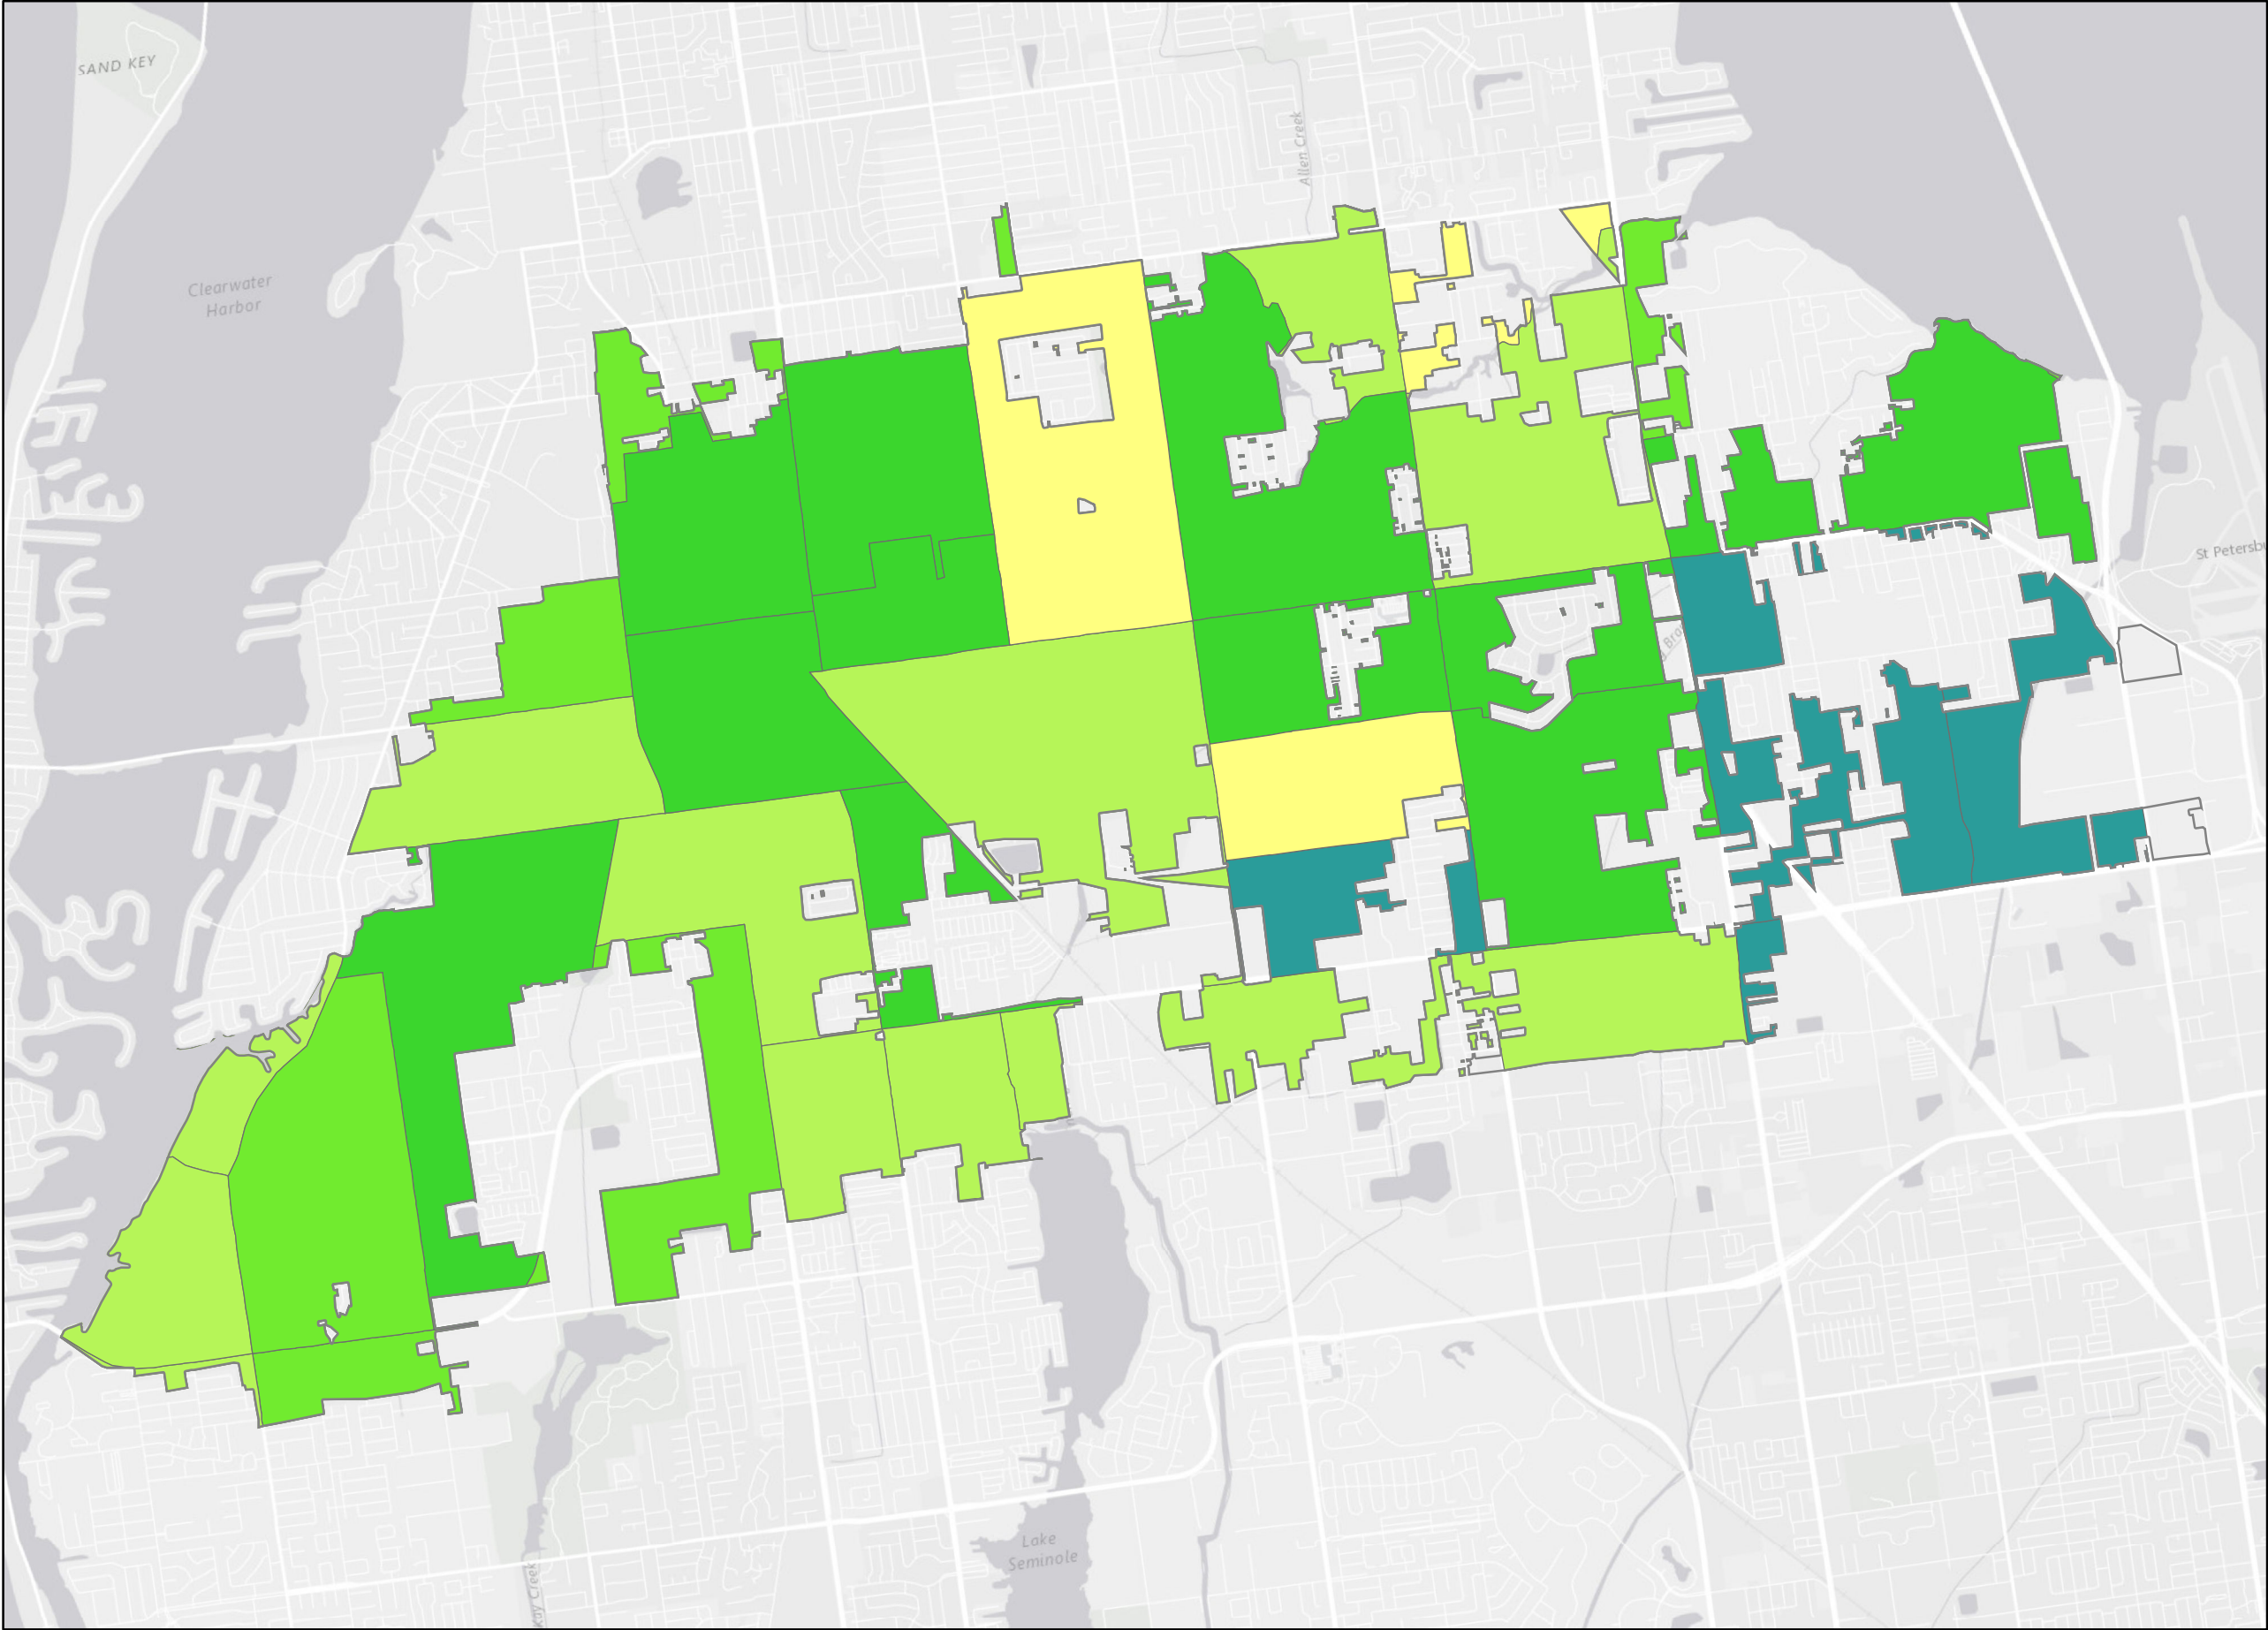 SAND KEY
Allen Creek
Clearwater
Harbor
St Petersb
Lake
Seminole